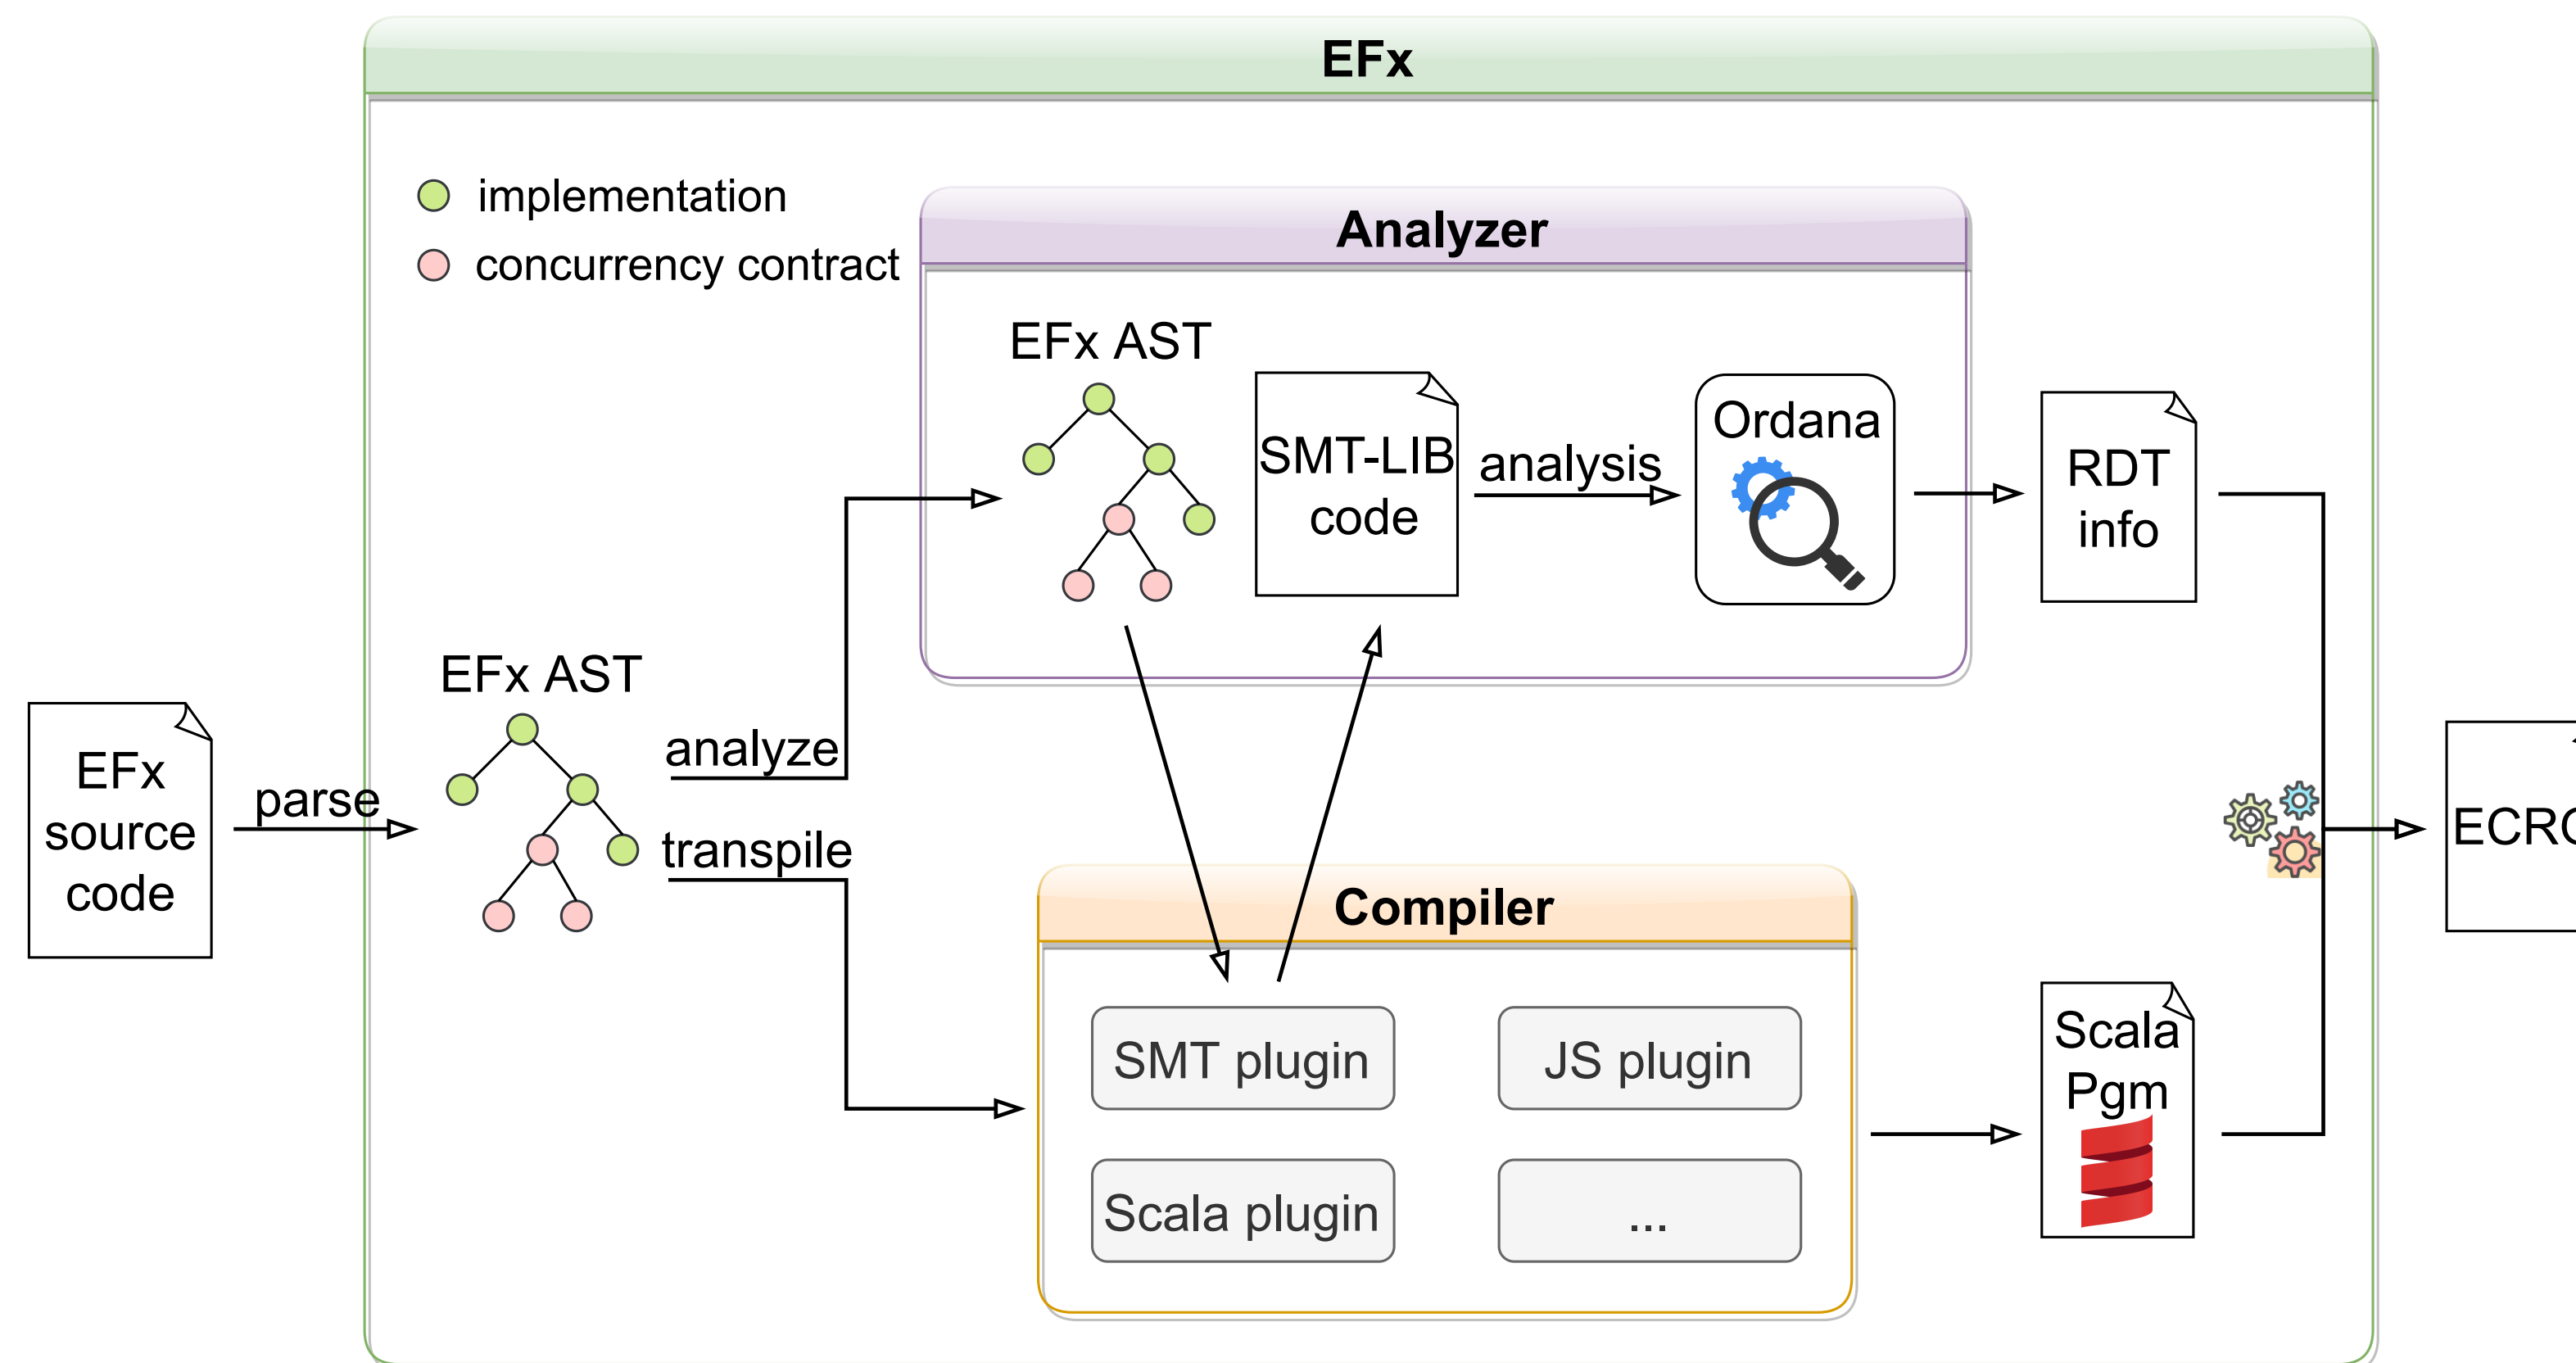 EFx
implementation
concurrency contract
Analyzer
EFx AST
SMT-LIB
code
analysis
Ordana
RDT
info
EFx AST
analyze
transpile
EFx
source
code
parse
Compiler
SMT plugin
JS plugin
Scala plugin
...
Scala
Pgm